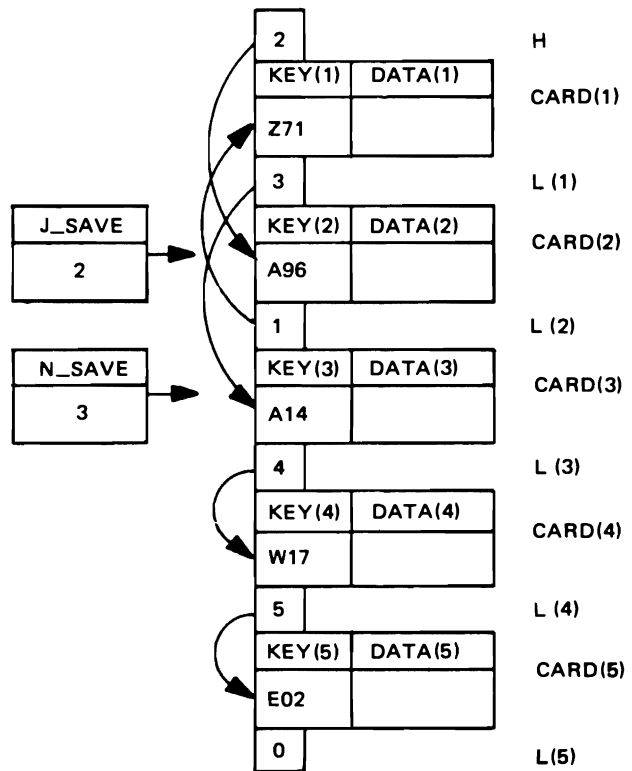 2 H
KEY(1) DATA(1)
CARD(1)
Z71
3 L (1)
J_SAVE
2
KEY(2) DATA(2)
CARD(2)
A96
1 L (2)
N_SAVE
3
KEY(3) DATA(3)
CARD(3)
A14
4 L (3)
KEY(4) DATA(4)
CARD(4)
W17
5 L (4)
KEY(5) DATA(5)
CARD(5)
E02
0 L(5)